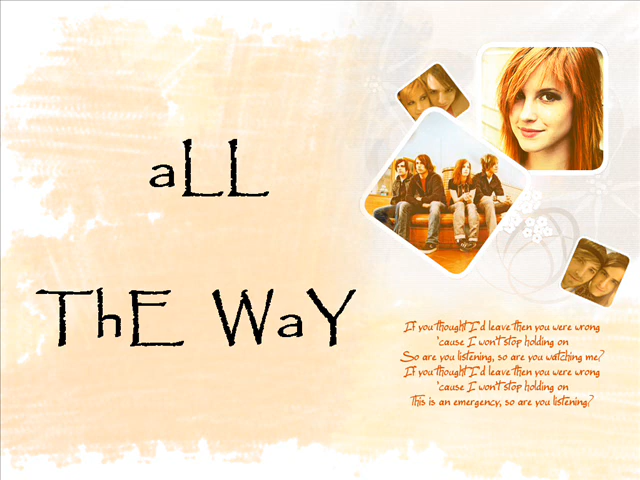 aLL
ThE WaY
If you thought I'd leave then you were wrong
'cause I won't stop holding on
So are you listening, so are you watching me?
If you thought I'd leave then you were wrong
'cause I won't stop holding on
This is an emergency, so are you listening?